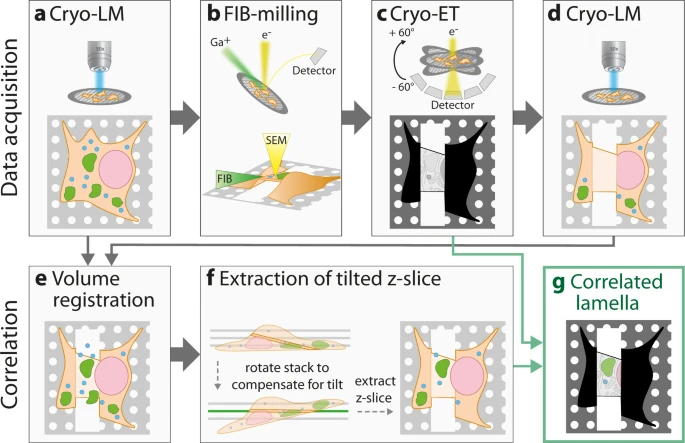 Data acquisition
a Cryo-LM
b FIB-milling
Ga+
e-
Detector
SEM
FIB
c Cryo-ET
+ 60°
- 60°
e-
Detector
d Cryo-LM
Correlation
e Volume
registration
f Extraction of tilted z-slice
rotate stack to
compensate for tilt
extract
z-slice
g Correlated
lamella